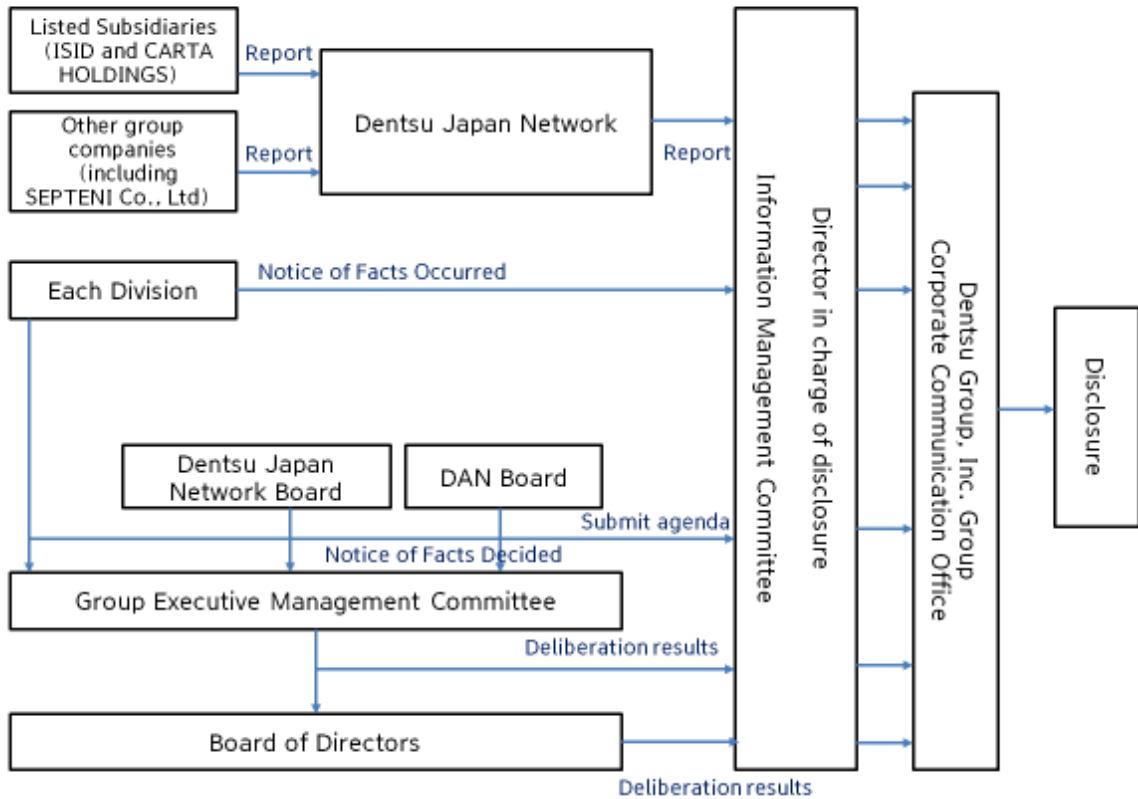 Listed Subsidiaries
(ISID and CARTA
HOLDINGS)
Report
Other group
companies
(including
SEPTENI Co., Ltd)
Report
Dentsu Japan Network
Report
Each Division
Notice of Facts Occurred
Dentsu Japan
Network Board
DAN Board
Submit agenda
Notice of Facts Decided
Group Executive Management Committee
Deliberation results
Board of Directors
Deliberation results
Director in charge of disclosure
Information Management Committee
Dentsu Group, Inc. Group
Corporate Communication Office
Disclosure